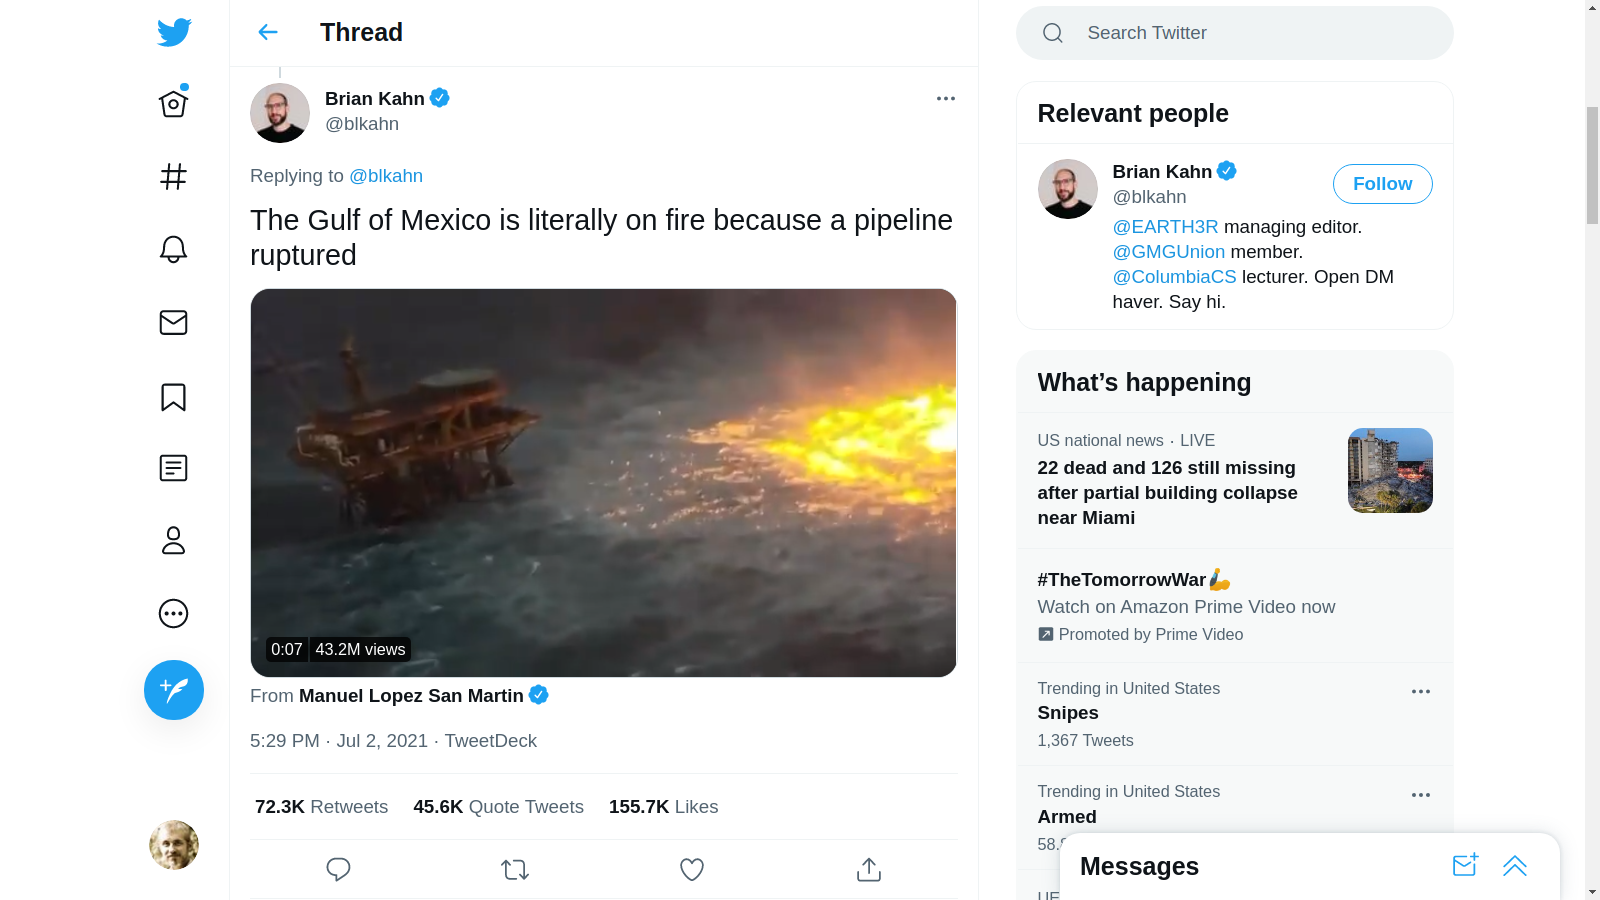 Thread
Brian Kahn
@blkahn
Replying to @blkahn
The Gulf of Mexico is literally on fire because a pipeline
ruptured
0:07 43.2M views
From Manuel Lopez San Martin
5:29 PM · Jul 2, 2021 · TweetDeck
72.3K Retweets 45.6K Quote Tweets 155.7K Likes
Search Twitter
Relevant people
Brian Kahn
@blkahn
Follow
@EARTH3R managing editor.
@GMGUnion member.
@ColumbiaCS lecturer. Open DM
haver. Say hi.
What’s happening
US national news · LIVE
22 dead and 126 still missing
after partial building collapse
near Miami
#TheTomorrowWar
Watch on Amazon Prime Video now
Promoted by Prime Video
Trending in United States
Snipes
1,367 Tweets
Trending in United States
Armed
Messages